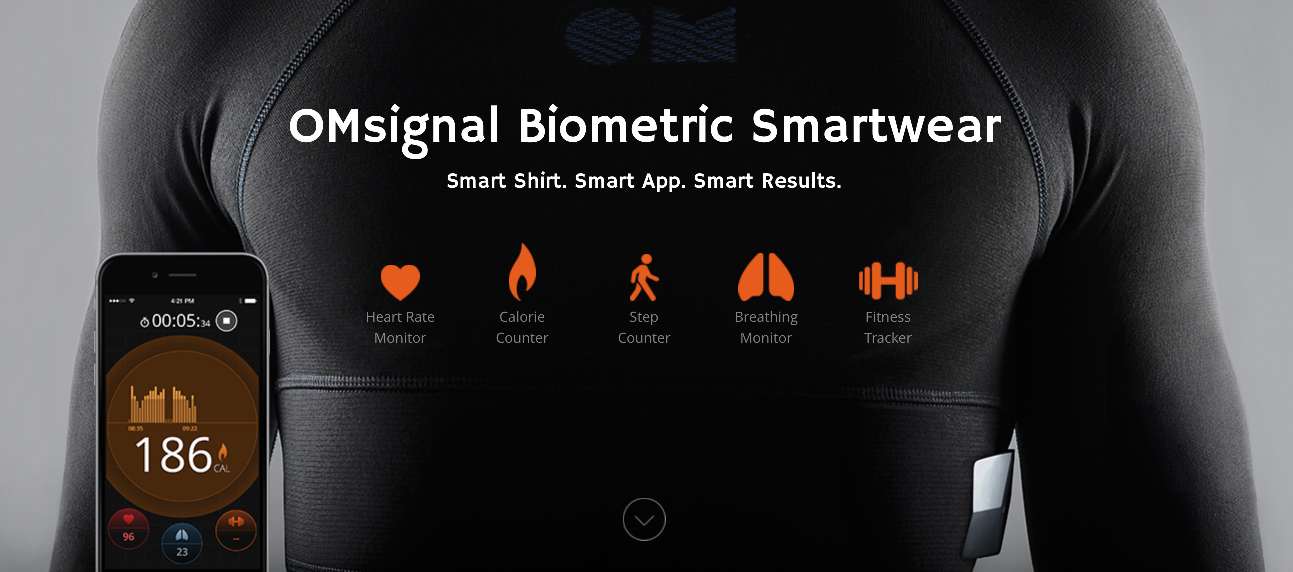 OM
OMsignal Biometric Smartwear
Smart Shirt. Smart App. Smart Results.
Heart Rate
Monitor
Calorie
Counter
Step
Counter
Breathing
Monitor
Fitness
Tracker
4:21 PM
00:05:34
08:35 09:22
186 CAL
96
23
--